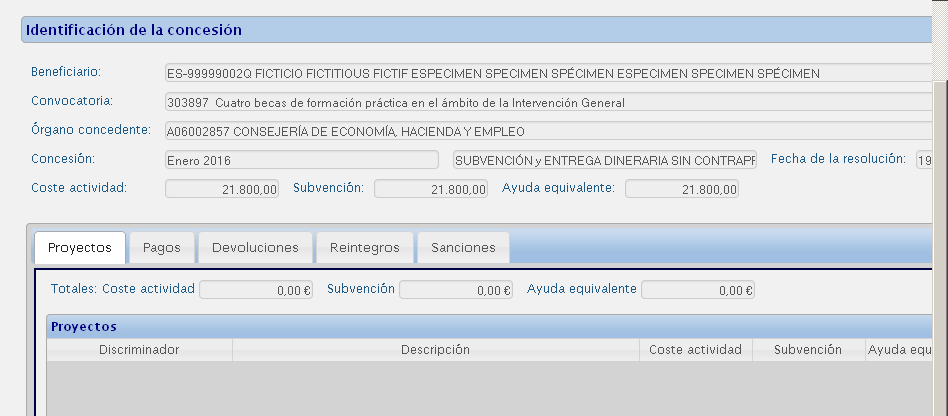 Identificación de la concesión
Beneficiario: ES-99999002Q FICTICIO FICTITIOUS FICTIF ESPECIMEN SPECIMEN SPÉCIMEN ESPECIMEN SPECIMEN SPÉCIMEN
Convocatoria: 303897 Cuatro becas de formación práctica en el ámbito de la Intervención General
Órgano concedente: A06002857 CONSEJERÍA DE ECONOMÍA, HACIENDA Y EMPLEO
Concesión: Enero 2016 SUBVENCIÓN y ENTREGA DINERARIA SIN CONTRAPF Fecha de la resolución: 19
Coste actividad: 21.800,00 Subvención: 21.800,00 Ayuda equivalente: 21.800,00
Proyectos Pagos Devoluciones Reintegros Sanciones
Totales: Coste actividad 0,00 € Subvención 0,00 € Ayuda equivalente 0,00 €
Proyectos
Discriminador Descripción Coste actividad Subvención Ayuda equ